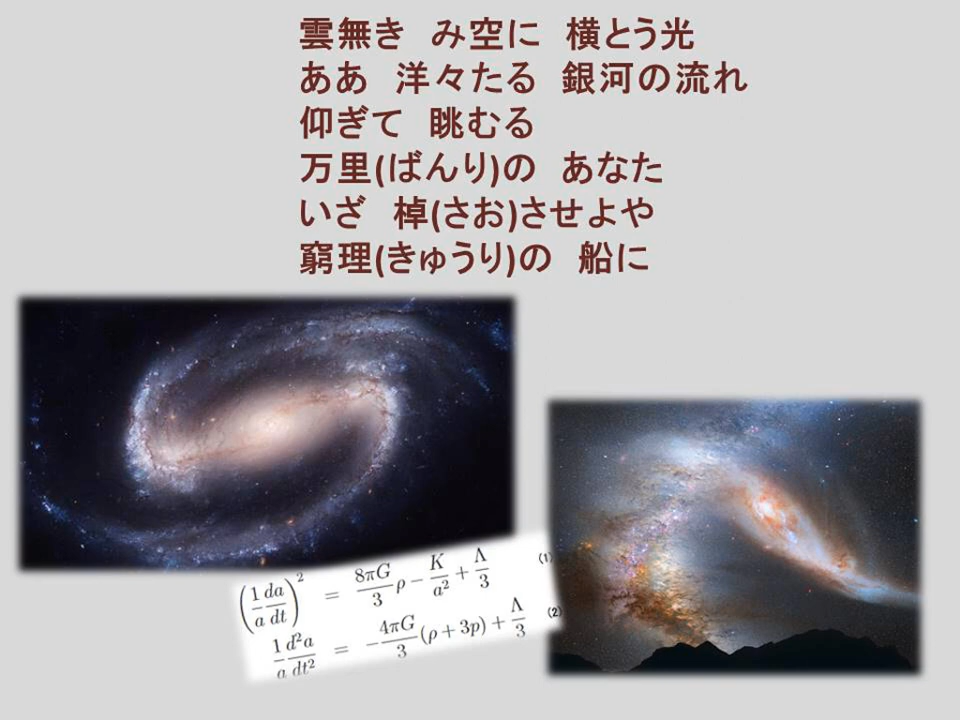 雲無き　み空に　横とう光
ああ　洋々たる　銀河の流れ
仰ぎて　眺むる
万里(ばんり)の　あなた
いざ　棹(さお)させよや
窮理(きゅうり)の　船に
(1/a da/dt)² = 8πG/3 ρ − K/a² + Λ/3 (1)
1/a d²a/dt² = −4πG/3 (ρ + 3p) + Λ/3 (2)